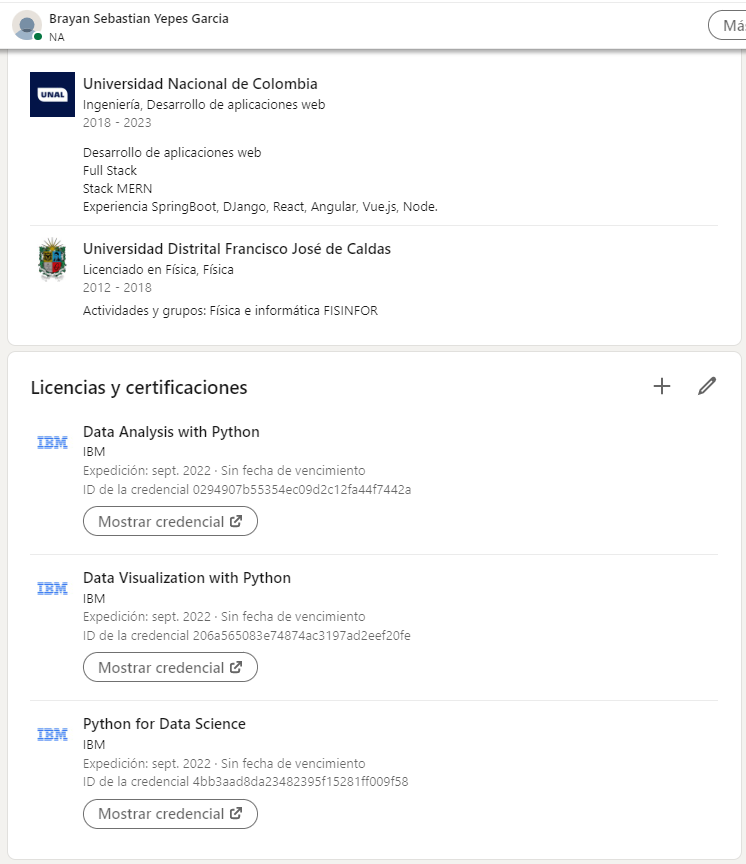 Brayan Sebastian Yepes Garcia
NA
Má
UNAL
Universidad Nacional de Colombia
Ingeniería, Desarrollo de aplicaciones web
2018 - 2023
Desarrollo de aplicaciones web
Full Stack
Stack MERN
Experiencia SpringBoot, DJango, React, Angular, Vue.js, Node.
Universidad Distrital Francisco José de Caldas
Licenciado en Física, Física
2012 - 2018
Actividades y grupos: Física e informática FISINFOR
Licencias y certificaciones
IBM
Data Analysis with Python
IBM
Expedición: sept. 2022 · Sin fecha de vencimiento
ID de la credencial 0294907b55354ec09d2c12fa44f7442a
Mostrar credencial
IBM
Data Visualization with Python
IBM
Expedición: sept. 2022 · Sin fecha de vencimiento
ID de la credencial 206a565083e74874ac3197ad2eef20fe
Mostrar credencial
IBM
Python for Data Science
IBM
Expedición: sept. 2022 · Sin fecha de vencimiento
ID de la credencial 4bb3aad8da23482395f15281ff009f58
Mostrar credencial